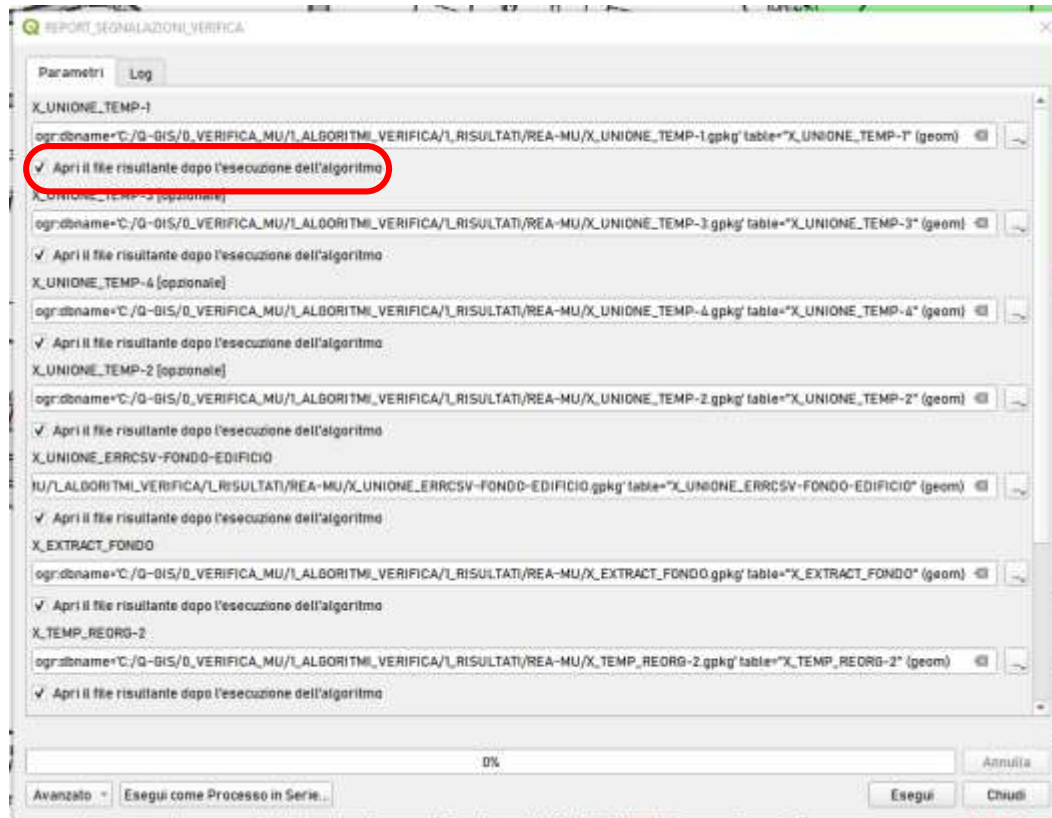 REPORT_SEGNALAZIONI_VERIFICA
Parametri Log
X_UNIONE_TEMP-1
ogr:dbname='C:/Q-GIS/0_VERIFICA_MU/1_ALGORITMI_VERIFICA/1_RISULTATI/REA-MU/X_UNIONE_TEMP-1.gpkg' table="X_UNIONE_TEMP-1" (geom)
Apri il file risultante dopo l'esecuzione dell'algoritmo
X_UNIONE_TEMP-3 [opzionale]
ogr:dbname='C:/Q-GIS/0_VERIFICA_MU/1_ALGORITMI_VERIFICA/1_RISULTATI/REA-MU/X_UNIONE_TEMP-3.gpkg' table="X_UNIONE_TEMP-3" (geom)
Apri il file risultante dopo l'esecuzione dell'algoritmo
X_UNIONE_TEMP-4 [opzionale]
ogr:dbname='C:/Q-GIS/0_VERIFICA_MU/1_ALGORITMI_VERIFICA/1_RISULTATI/REA-MU/X_UNIONE_TEMP-4.gpkg' table="X_UNIONE_TEMP-4" (geom)
Apri il file risultante dopo l'esecuzione dell'algoritmo
X_UNIONE_TEMP-2 [opzionale]
ogr:dbname='C:/Q-GIS/0_VERIFICA_MU/1_ALGORITMI_VERIFICA/1_RISULTATI/REA-MU/X_UNIONE_TEMP-2.gpkg' table="X_UNIONE_TEMP-2" (geom)
Apri il file risultante dopo l'esecuzione dell'algoritmo
X_UNIONE_ERRCSV-FONDO-EDIFICIO
IU/1_ALGORITMI_VERIFICA/1_RISULTATI/REA-MU/X_UNIONE_ERRCSV-FONDO-EDIFICIO.gpkg' table="X_UNIONE_ERRCSV-FONDO-EDIFICIO" (geom)
Apri il file risultante dopo l'esecuzione dell'algoritmo
X_EXTRACT_FONDO
ogr:dbname='C:/Q-GIS/0_VERIFICA_MU/1_ALGORITMI_VERIFICA/1_RISULTATI/REA-MU/X_EXTRACT_FONDO.gpkg' table="X_EXTRACT_FONDO" (geom)
Apri il file risultante dopo l'esecuzione dell'algoritmo
X_TEMP_REORG-2
ogr:dbname='C:/Q-GIS/0_VERIFICA_MU/1_ALGORITMI_VERIFICA/1_RISULTATI/REA-MU/X_TEMP_REORG-2.gpkg' table="X_TEMP_REORG-2" (geom)
Apri il file risultante dopo l'esecuzione dell'algoritmo
0% Annulla
Avanzato Esegui come Processo in Serie... Esegui Chiudi